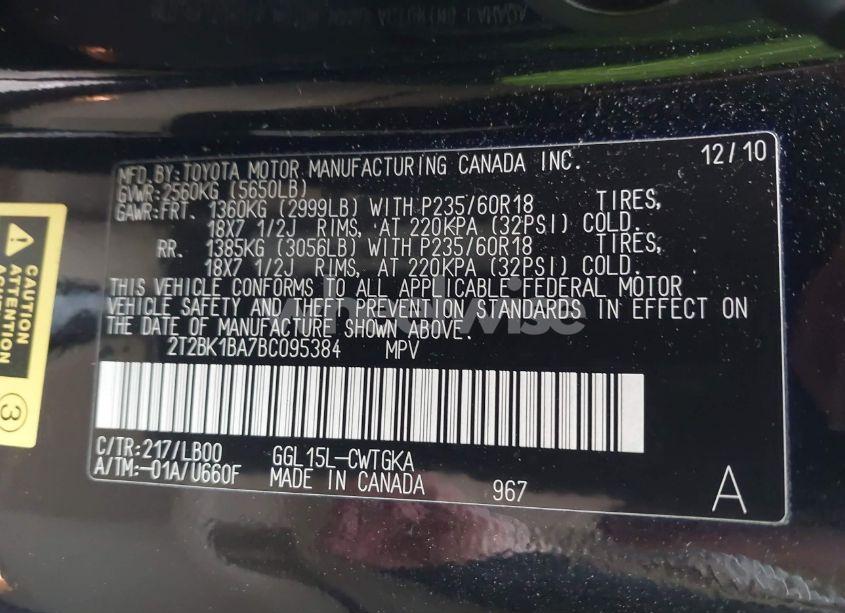 MFD. BY: TOYOTA MOTOR MANUFACTURING CANADA INC. 12/10
GVWR: 2560KG (5650LB)
GAWR: FRT. 1360KG (2999LB) WITH P235/60R18 TIRES,
18X7 1/2J RIMS, AT 220KPA (32PSI) COLD.
RR. 1385KG (3056LB) WITH P235/60R18 TIRES,
18X7 1/2J RIMS, AT 220KPA (32PSI) COLD.
THIS VEHICLE CONFORMS TO ALL APPLICABLE FEDERAL MOTOR
VEHICLE SAFETY AND THEFT PREVENTION STANDARDS IN EFFECT ON
THE DATE OF MANUFACTURE SHOWN ABOVE.
2T2BK1BA7BC095384 MPV
C/TR: 217/LB00 GGL15L-CWTGKA
A/TM: -01A/U660F MADE IN CANADA 967 A
CAUTION
ATTENTION
3
wheelwise